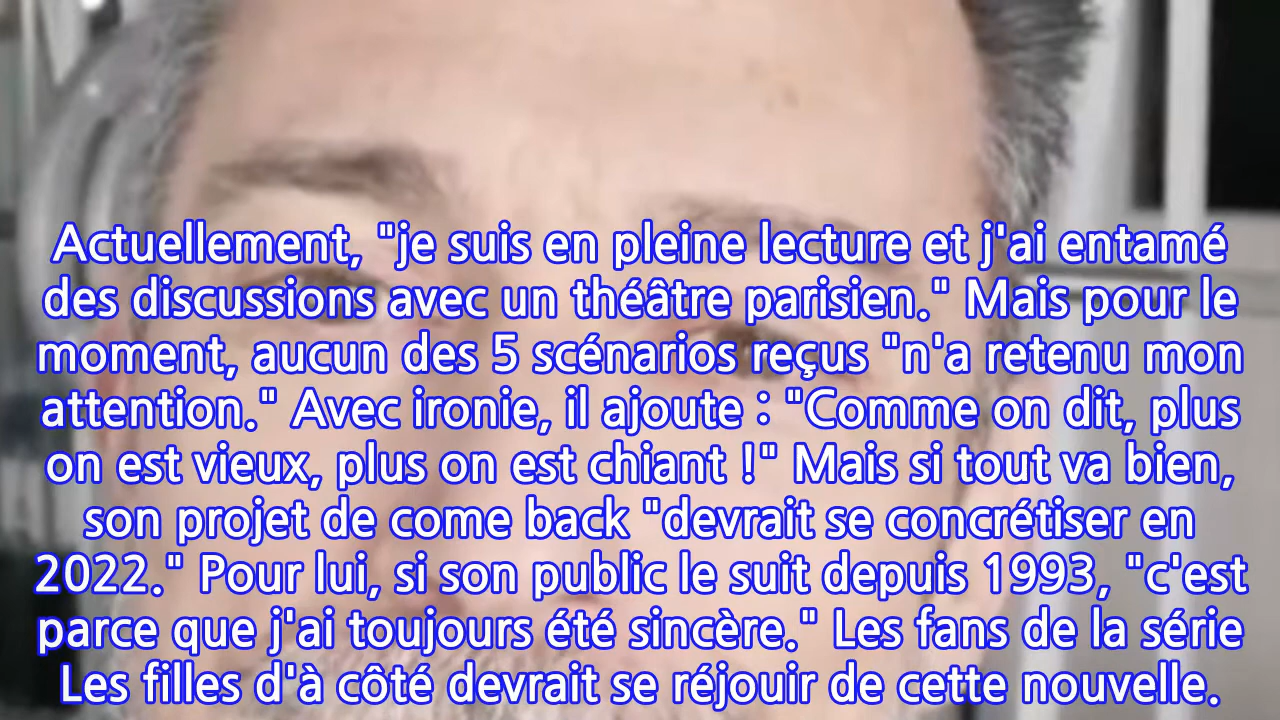 Actuellement, "je suis en pleine lecture et j'ai entamé
des discussions avec un théâtre parisien." Mais pour le
moment, aucun des 5 scénarios reçus "n'a retenu mon
attention." Avec ironie, il ajoute : "Comme on dit, plus
on est vieux, plus on est chiant !" Mais si tout va bien,
son projet de come back "devrait se concrétiser en
2022." Pour lui, si son public le suit depuis 1993, "c'est
parce que j'ai toujours été sincère." Les fans de la série
Les filles d'à côté devrait se réjouir de cette nouvelle.